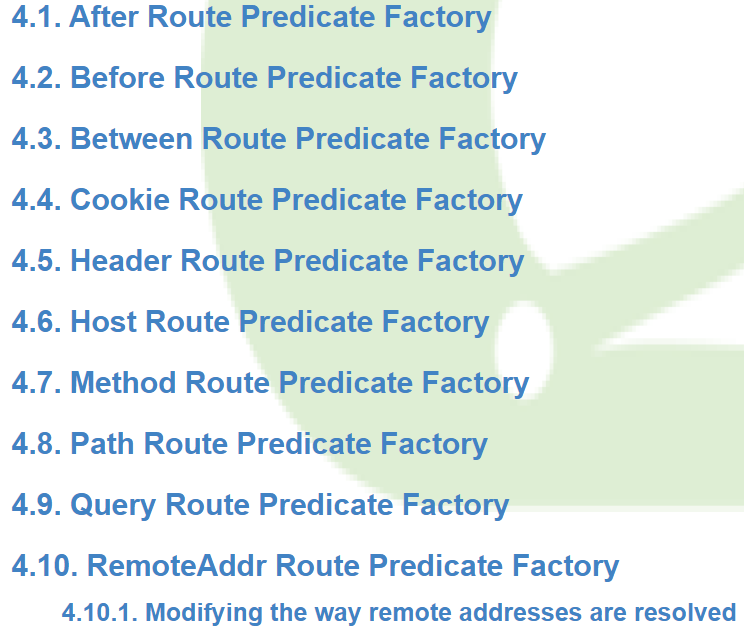 4.1. After Route Predicate Factory
4.2. Before Route Predicate Factory
4.3. Between Route Predicate Factory
4.4. Cookie Route Predicate Factory
4.5. Header Route Predicate Factory
4.6. Host Route Predicate Factory
4.7. Method Route Predicate Factory
4.8. Path Route Predicate Factory
4.9. Query Route Predicate Factory
4.10. RemoteAddr Route Predicate Factory
4.10.1. Modifying the way remote addresses are resolved